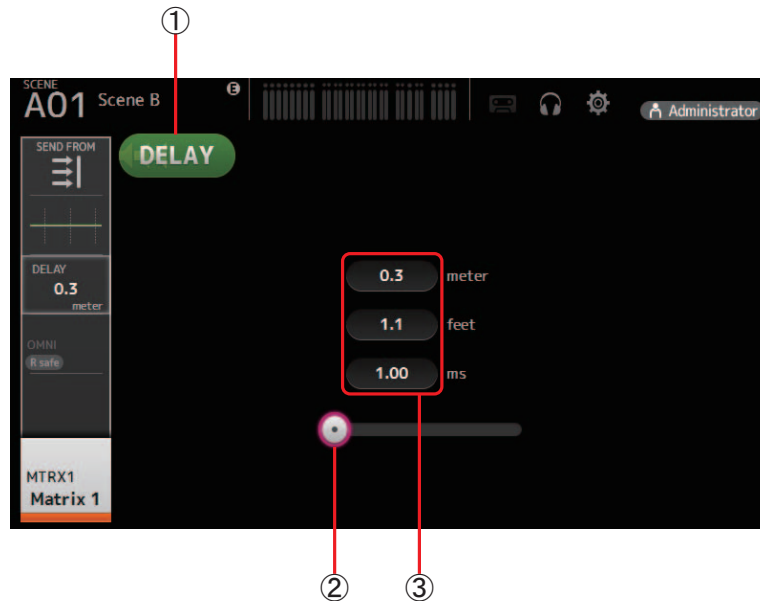 ①
SCENE
A01 Scene B
E
Administrator
SEND FROM
DELAY
DELAY
0.3
meter
0.3 meter
1.1 feet
1.00 ms
OMNI
R safe
MTRX1
Matrix 1
②
③